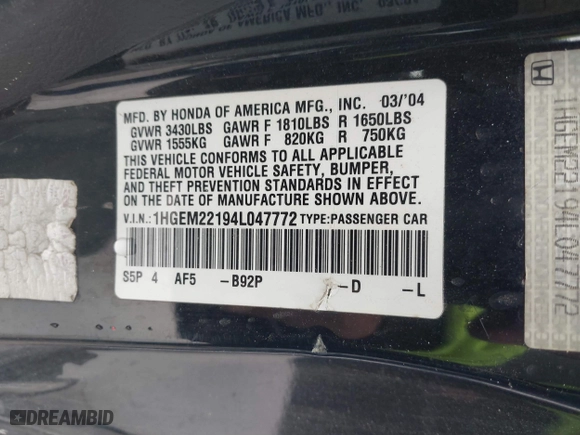 MFD. BY HONDA OF AMERICA MFG., INC. 03/'04
GVWR 3430LBS GAWR F 1810LBS R 1650LBS
GVWR 1555KG GAWR F 820KG R 750KG
THIS VEHICLE CONFORMS TO ALL APPLICABLE
FEDERAL MOTOR VEHICLE SAFETY, BUMPER,
AND THEFT PREVENTION STANDARDS IN EFFECT
ON THE DATE OF MANUFACTURE SHOWN ABOVE.
V.I.N.: 1HGEM22194L047772 TYPE: PASSENGER CAR
S5P 4 AF5 -B92P -D -L
1HGEM22194L047772
DREAMBID